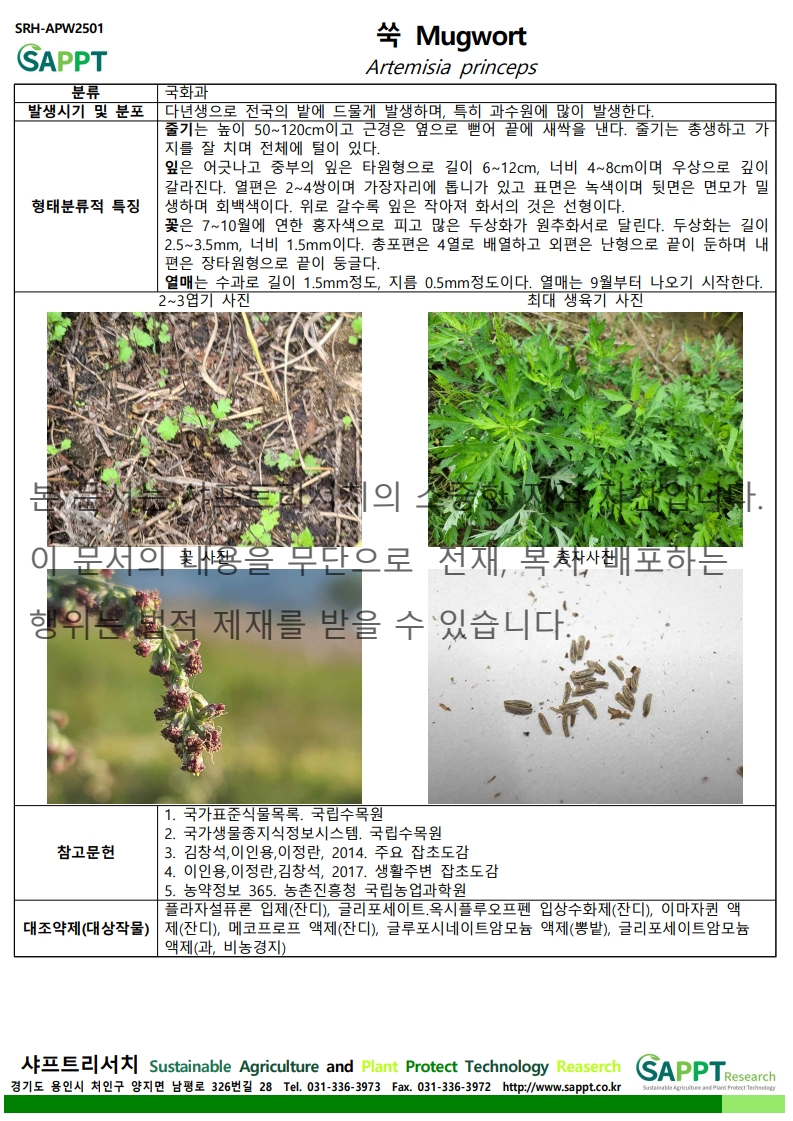 SRH-APW2501
SAPPT
쑥 Mugwort
Artemisia princeps
분류
국화과
발생시기 및 분포
다년생으로 전국의 밭에 드물게 발생하며, 특히 과수원에 많이 발생한다.
형태분류적 특징
줄기는 높이 50~120cm이고 근경은 옆으로 뻗어 끝에 새싹을 낸다. 줄기는 총생하고 가
지를 잘 치며 전체에 털이 있다.
잎은 어긋나고 중부의 잎은 타원형으로 길이 6~12cm, 너비 4~8cm이며 우상으로 깊이
갈라진다. 열편은 2~4쌍이며 가장자리에 톱니가 있고 표면은 녹색이며 뒷면은 면모가 밀
생하며 회백색이다. 위로 갈수록 잎은 작아져 화서의 것은 선형이다.
꽃은 7~10월에 연한 홍자색으로 피고 많은 두상화가 원추화서로 달린다. 두상화는 길이
2.5~3.5mm, 너비 1.5mm이다. 총포편은 4열로 배열하고 외편은 난형으로 끝이 둔하며 내
편은 장타원형으로 끝이 둥글다.
열매는 수과로 길이 1.5mm정도, 지름 0.5mm정도이다. 열매는 9월부터 나오기 시작한다.
2~3엽기 사진
최대 생육기 사진
본 문서는 샤프트리서치의 소중한 지적 자산입니다.
꽃 사진
종자사진
이 문서의 내용을 무단으로 전재, 복사, 배포하는
행위는 법적 제재를 받을 수 있습니다.
참고문헌
1. 국가표준식물목록. 국립수목원
2. 국가생물종지식정보시스템. 국립수목원
3. 김창석,이인용,이정란, 2014. 주요 잡초도감
4. 이인용,이정란,김창석, 2017. 생활주변 잡초도감
5. 농약정보 365. 농촌진흥청 국립농업과학원
대조약제(대상작물)
플라자설퓨론 입제(잔디), 글리포세이트.옥시플루오프펜 입상수화제(잔디), 이마자퀸 액
제(잔디), 메코프로프 액제(잔디), 글루포시네이트암모늄 액제(뽕밭), 글리포세이트암모늄
액제(과, 비농경지)
샤프트리서치 Sustainable Agriculture and Plant Protect Technology Reaserch
경기도 용인시 처인구 양지면 남평로 326번길 28 Tel. 031-336-3973 Fax. 031-336-3972 http://www.sappt.co.kr
SAPPT Research
Sustainable Agriculture and Plant Protect Technology